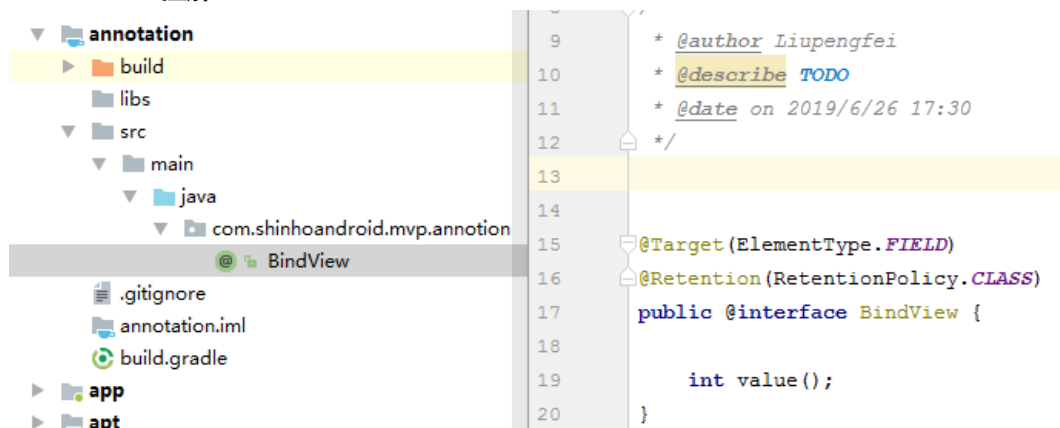 annotation
build
libs
src
main
java
com.shinhoandroid.mvp.annotion
BindView
.gitignore
annotation.iml
build.gradle
app
apt
9 * @author Liupengfei
10 * @describe TODO
11 * @date on 2019/6/26 17:30
12 */
13
14
15 @Target(ElementType.FIELD)
16 @Retention(RetentionPolicy.CLASS)
17 public @interface BindView {
18
19 int value();
20 }